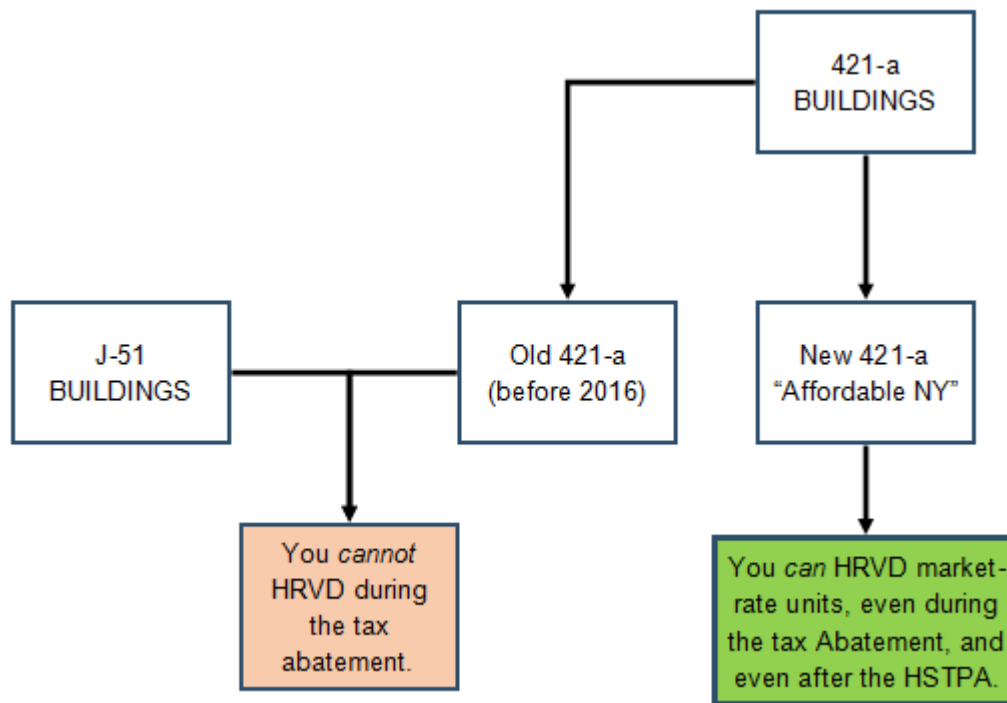 421-a
BUILDINGS
J-51
BUILDINGS
Old 421-a
(before 2016)
New 421-a
“Affordable NY”
You cannot
HRVD during
the tax
abatement.
You can HRVD market-
rate units, even during
the tax Abatement, and
even after the HSTPA.